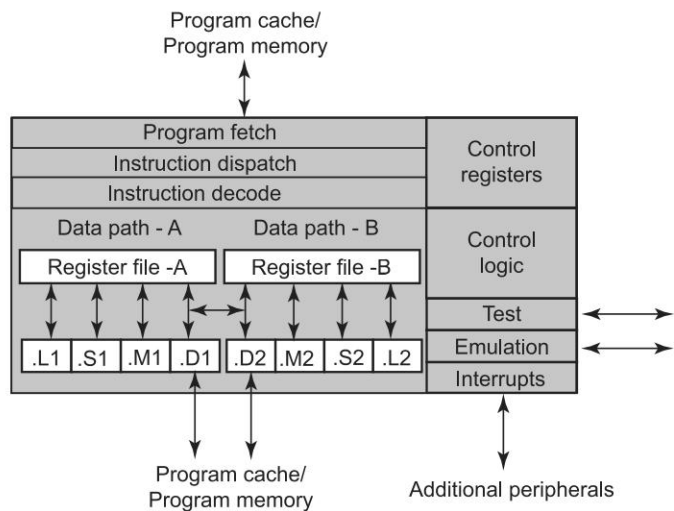 Program cache/
Program memory
Program fetch
Instruction dispatch
Instruction decode
Control
registers
Data path - A
Data path - B
Register file -A
Register file -B
Control
logic
Test
Emulation
Interrupts
.L1
.S1
.M1
.D1
.D2
.M2
.S2
.L2
Program cache/
Program memory
Additional peripherals